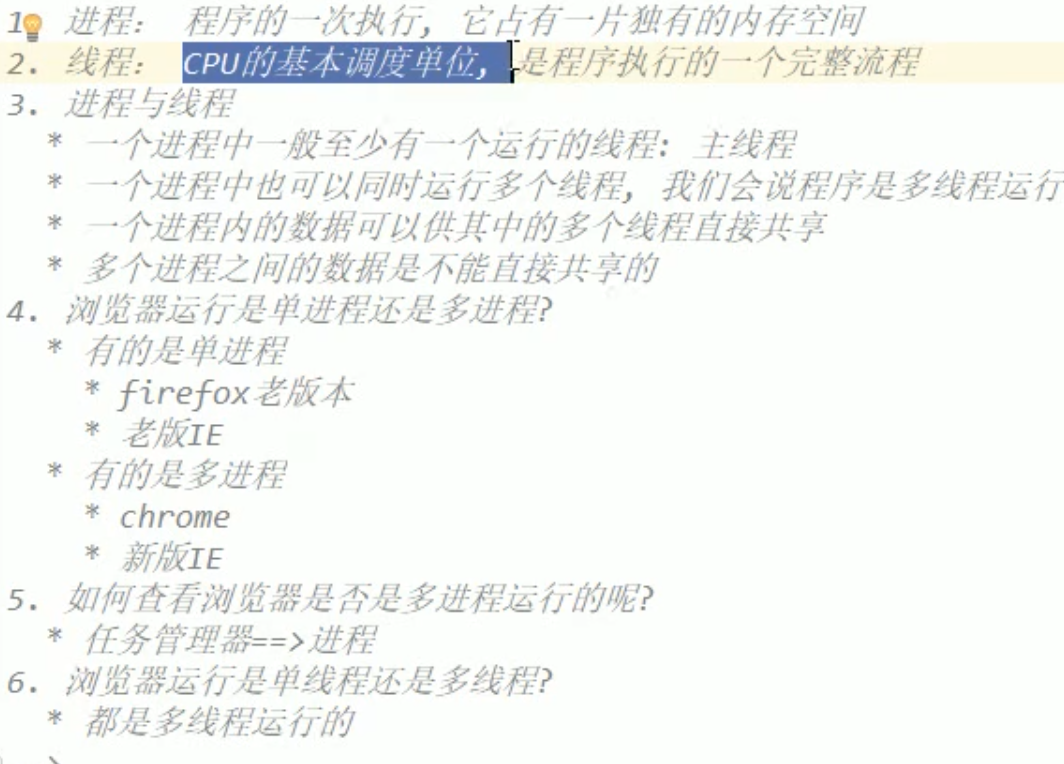 1. 进程： 程序的一次执行, 它占有一片独有的内存空间
2. 线程： CPU的基本调度单位, 是程序执行的一个完整流程
3. 进程与线程
* 一个进程中一般至少有一个运行的线程: 主线程
* 一个进程中也可以同时运行多个线程, 我们会说程序是多线程运行
* 一个进程内的数据可以供其中的多个线程直接共享
* 多个进程之间的数据是不能直接共享的
4. 浏览器运行是单进程还是多进程?
* 有的是单进程
* firefox老版本
* 老版IE
* 有的是多进程
* chrome
* 新版IE
5. 如何查看浏览器是否是多进程运行的呢?
* 任务管理器==>进程
6. 浏览器运行是单线程还是多线程?
* 都是多线程运行的